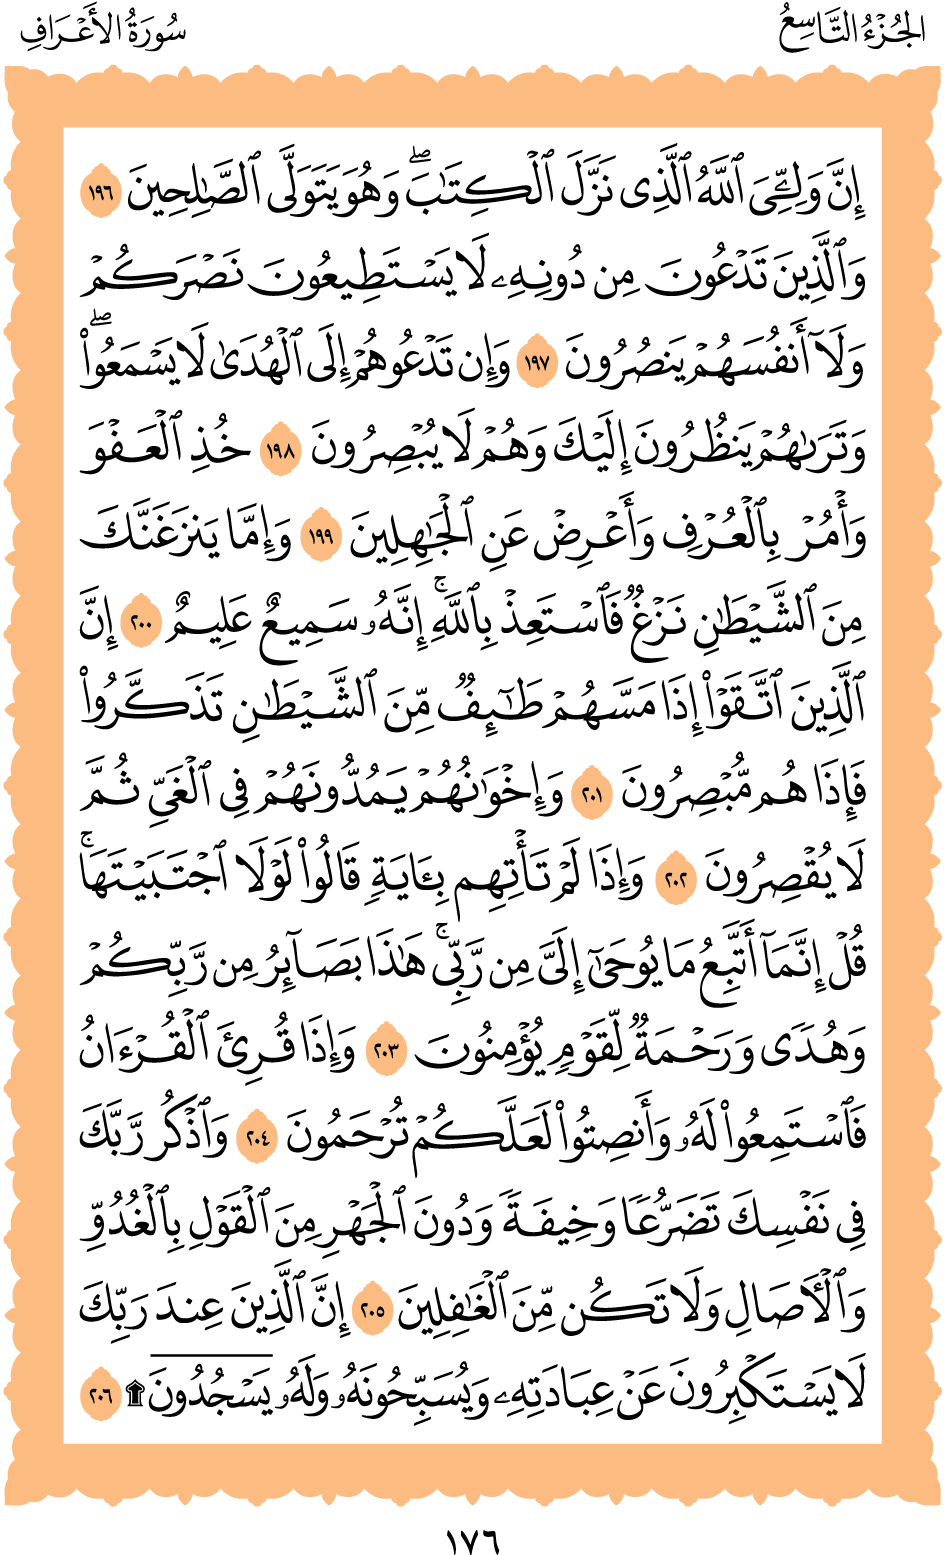 الجُزْءُ التَّاسِعُ
سُورَةُ الأَعْرَافِ
إِنَّ وَلِـِّۧيَ ٱللَّهُ ٱلَّذِى نَزَّلَ ٱلْكِتَٰبَ ۖ وَهُوَ يَتَوَلَّى ٱلصَّٰلِحِينَ ١٩٦
وَٱلَّذِينَ تَدْعُونَ مِن دُونِهِۦ لَا يَسْتَطِيعُونَ نَصْرَكُمْ
وَلَآ أَنفُسَهُمْ يَنصُرُونَ ١٩٧ وَإِن تَدْعُوهُمْ إِلَى ٱلْهُدَىٰ لَا يَسْمَعُوا۟ ۖ
وَتَرَىٰهُمْ يَنظُرُونَ إِلَيْكَ وَهُمْ لَا يُبْصِرُونَ ١٩٨ خُذِ ٱلْعَفْوَ
وَأْمُرْ بِٱلْعُرْفِ وَأَعْرِضْ عَنِ ٱلْجَٰهِلِينَ ١٩٩ وَإِمَّا يَنزَغَنَّكَ
مِنَ ٱلشَّيْطَٰنِ نَزْغٌ فَٱسْتَعِذْ بِٱللَّهِ ۚ إِنَّهُۥ سَمِيعٌ عَلِيمٌ ٢٠٠ إِنَّ
ٱلَّذِينَ ٱتَّقَوْا۟ إِذَا مَسَّهُمْ طَٰٓئِفٌ مِّنَ ٱلشَّيْطَٰنِ تَذَكَّرُوا۟
فَإِذَا هُم مُّبْصِرُونَ ٢٠١ وَإِخْوَٰنُهُمْ يَمُدُّونَهُمْ فِى ٱلْغَىِّ ثُمَّ
لَا يُقْصِرُونَ ٢٠٢ وَإِذَا لَمْ تَأْتِهِم بِـَٔايَةٍ قَالُوا۟ لَوْلَا ٱجْتَبَيْتَهَا ۚ
قُلْ إِنَّمَآ أَتَّبِعُ مَا يُوحَىٰٓ إِلَىَّ مِن رَّبِّى ۚ هَٰذَا بَصَآئِرُ مِن رَّبِّكُمْ
وَهُدًى وَرَحْمَةٌ لِّقَوْمٍ يُؤْمِنُونَ ٢٠٣ وَإِذَا قُرِئَ ٱلْقُرْءَانُ
فَٱسْتَمِعُوا۟ لَهُۥ وَأَنصِتُوا۟ لَعَلَّكُمْ تُرْحَمُونَ ٢٠٤ وَٱذْكُر رَّبَّكَ
فِى نَفْسِكَ تَضَرُّعًا وَخِيفَةً وَدُونَ ٱلْجَهْرِ مِنَ ٱلْقَوْلِ بِٱلْغُدُوِّ
وَٱلْـَٔاصَالِ وَلَا تَكُن مِّنَ ٱلْغَٰفِلِينَ ٢٠٥ إِنَّ ٱلَّذِينَ عِندَ رَبِّكَ
لَا يَسْتَكْبِرُونَ عَنْ عِبَادَتِهِۦ وَيُسَبِّحُونَهُۥ وَلَهُۥ يَسْجُدُونَ ۩ ٢٠٦
١٧٦